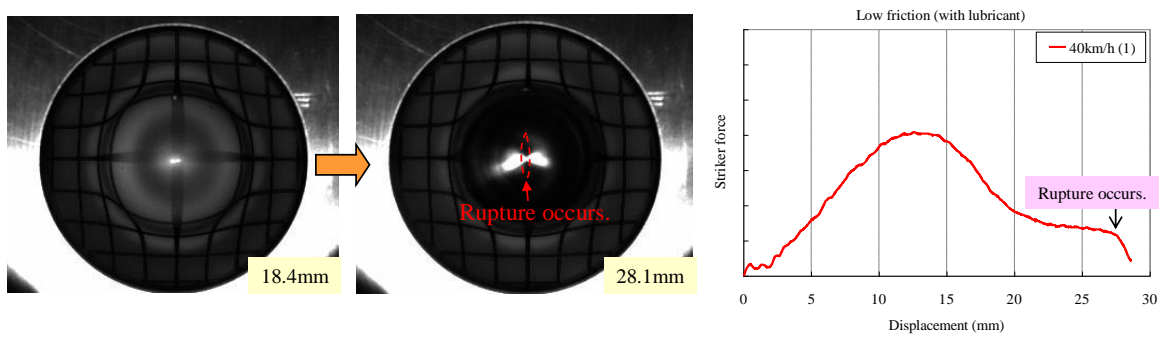 Rupture occurs.
18.4mm
28.1mm
Low friction (with lubricant)
40km/h (1)
Striker force
Rupture occurs.
0 5 10 15 20 25 30
Displacement (mm)